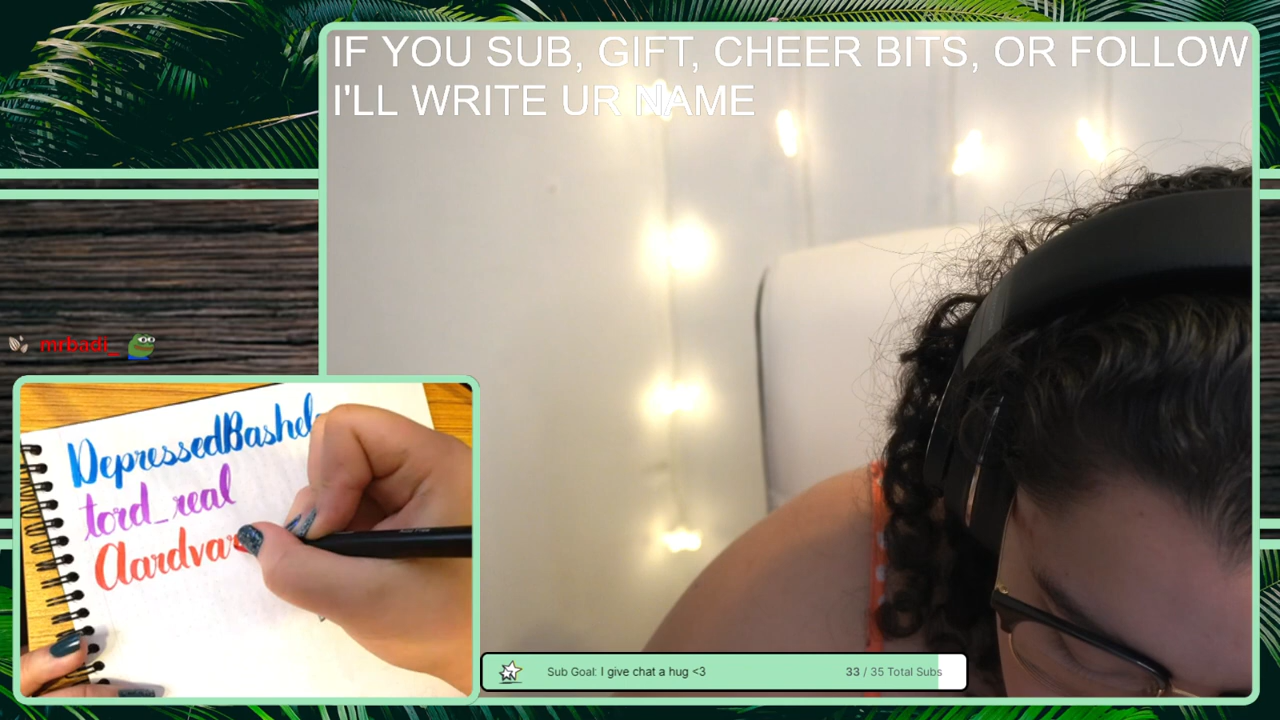 IF YOU SUB, GIFT, CHEER BITS, OR FOLLOW
I'LL WRITE UR NAME
mrbadi_
DepressedBashel
tord_real
Aardva
Sub Goal: I give chat a hug <3
33 / 35 Total Subs